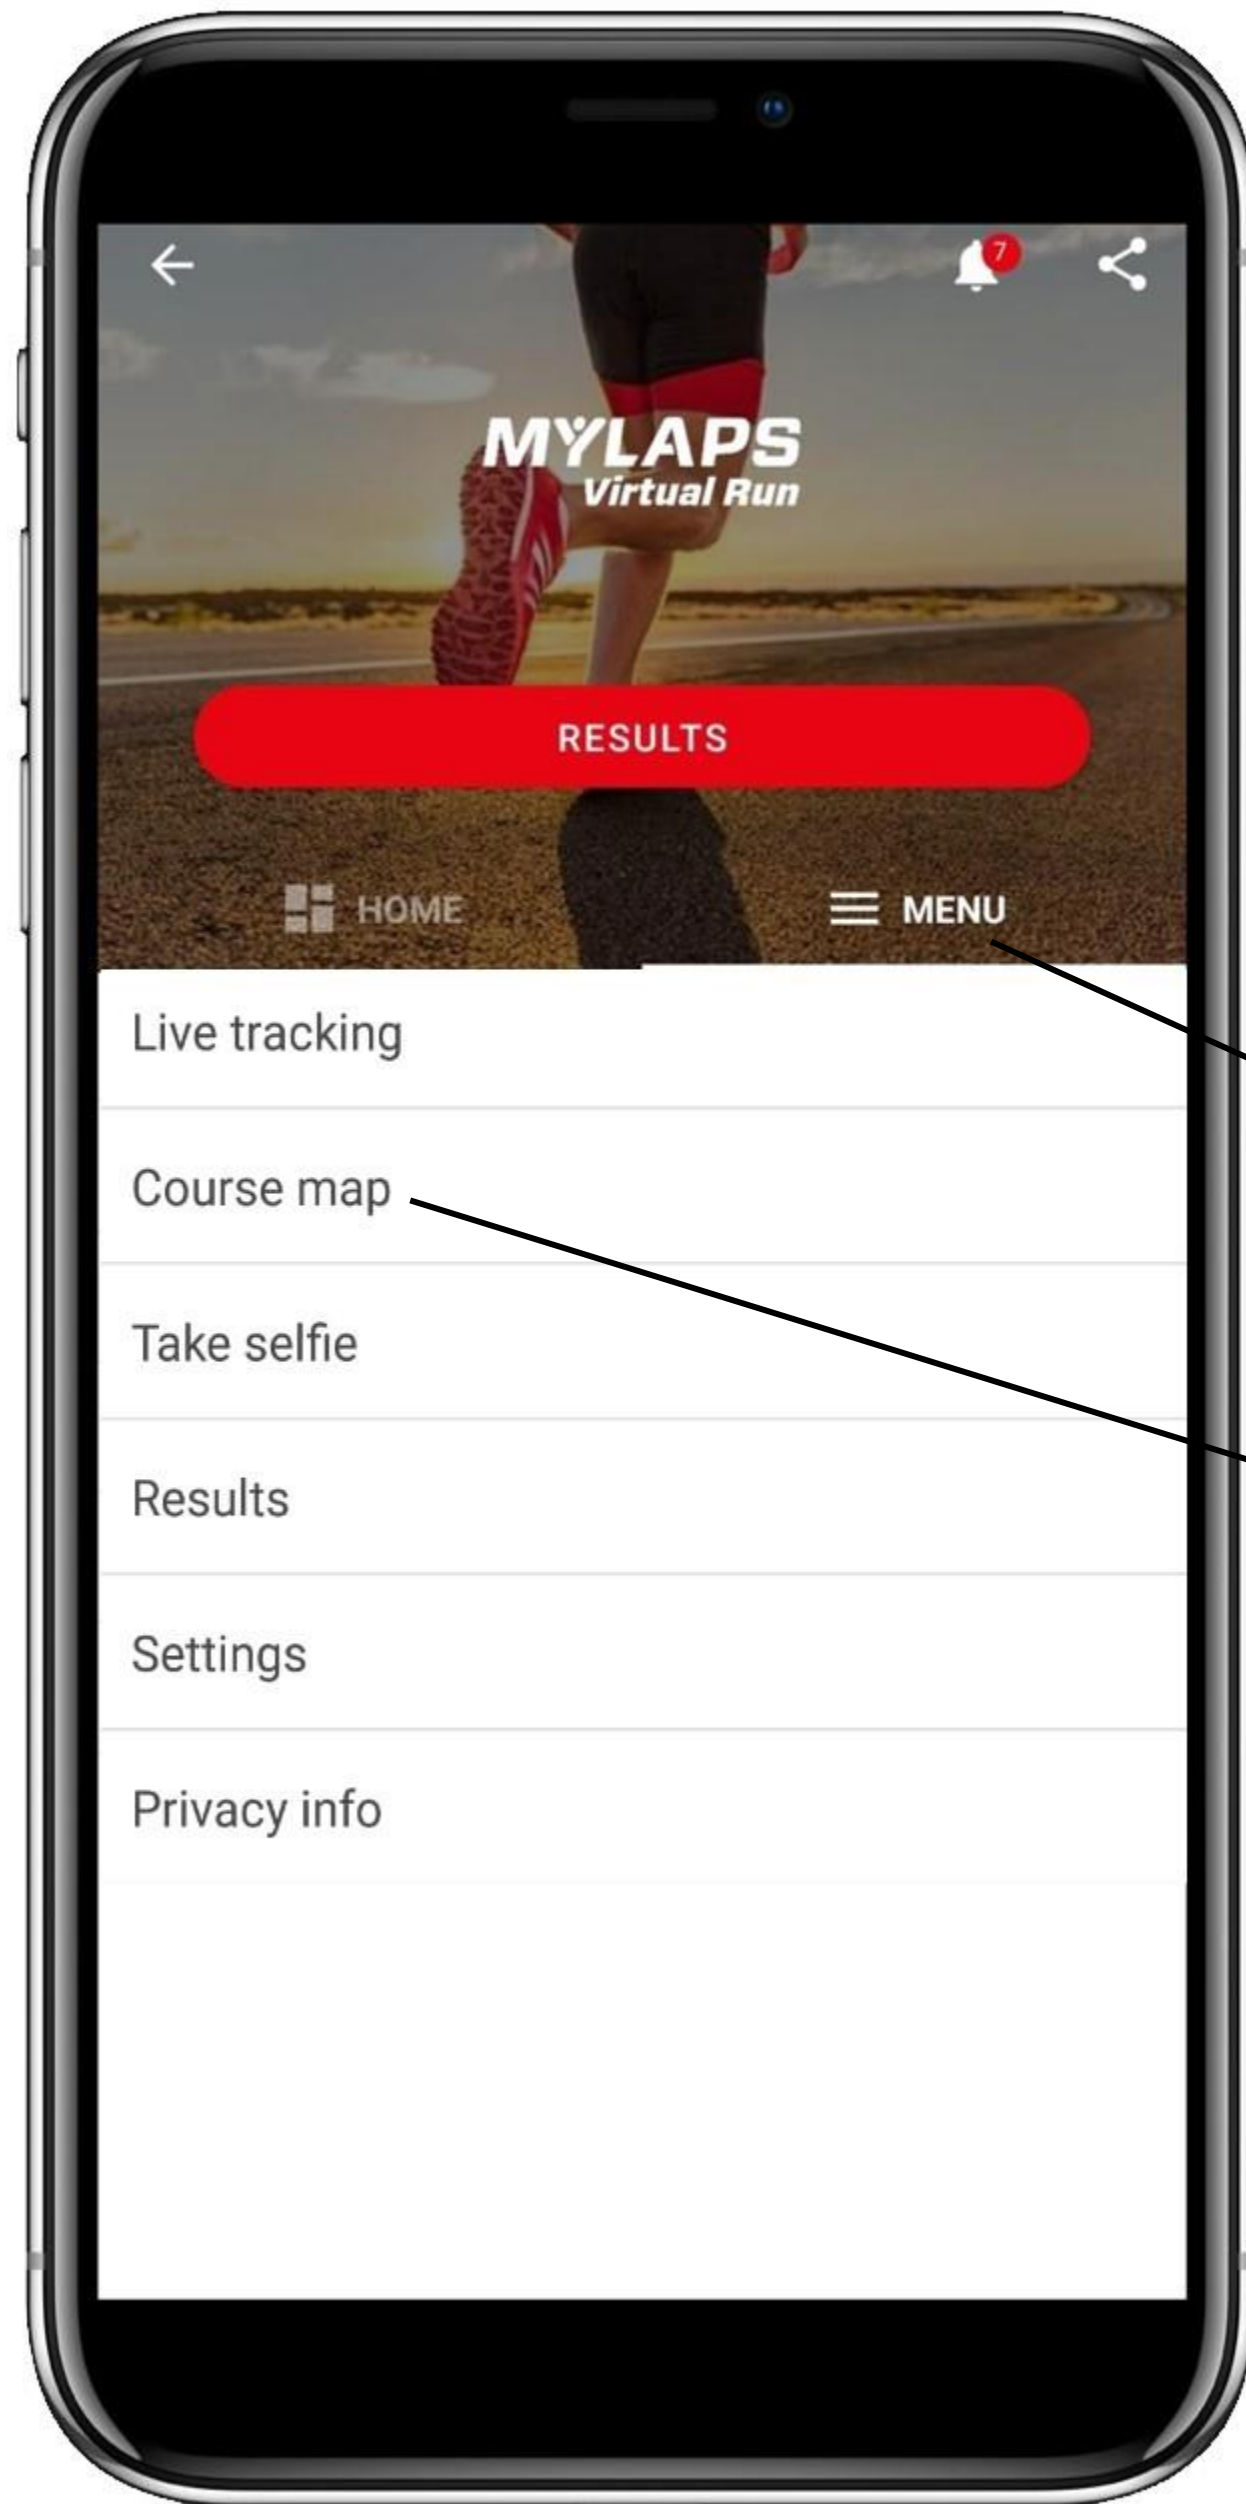 7
MYLAPS
Virtual Run
RESULTS
HOME
MENU
Live tracking
Course map
Take selfie
Results
Settings
Privacy info